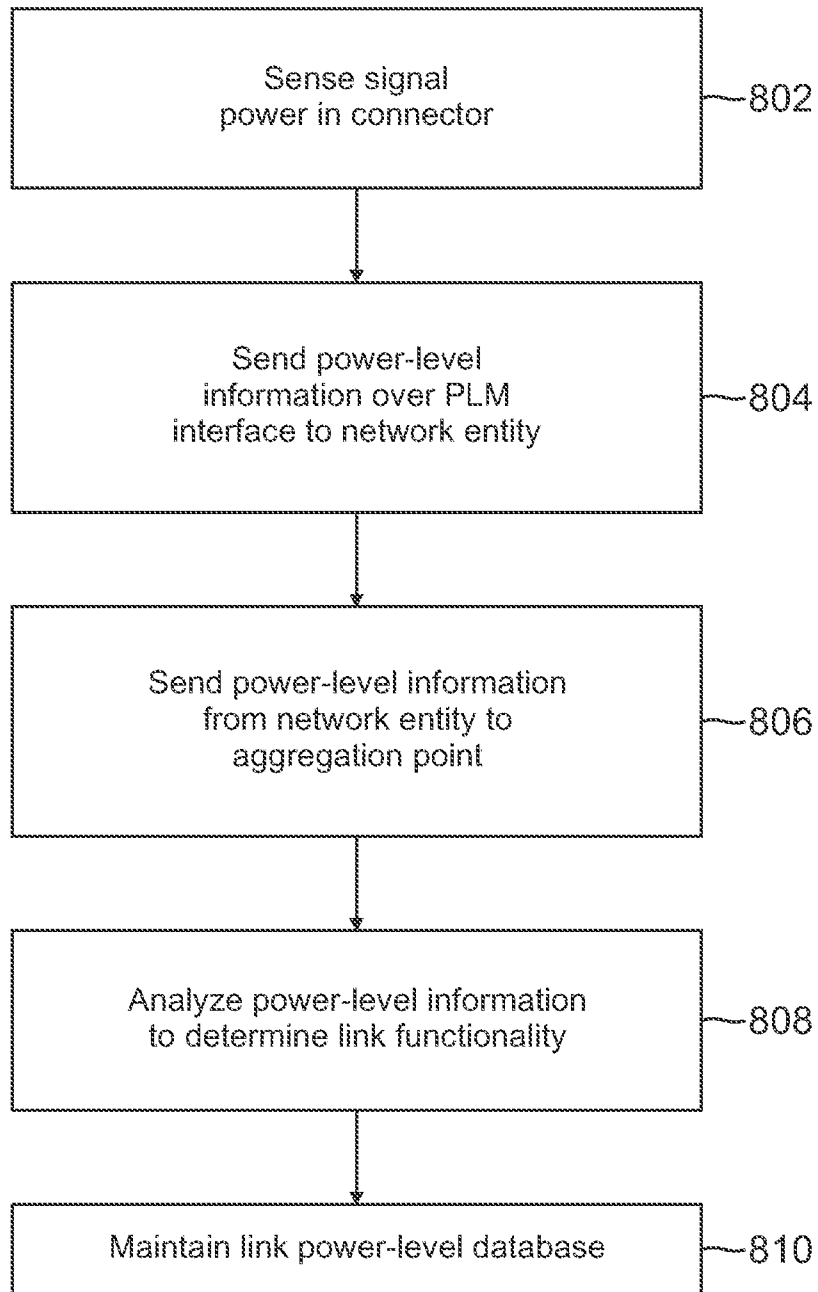 Sense signal
power in connector
802
Send power-level
information over PLM
interface to network entity
804
Send power-level information
from network entity to
aggregation point
806
Analyze power-level information
to determine link functionality
808
Maintain link power-level database
810